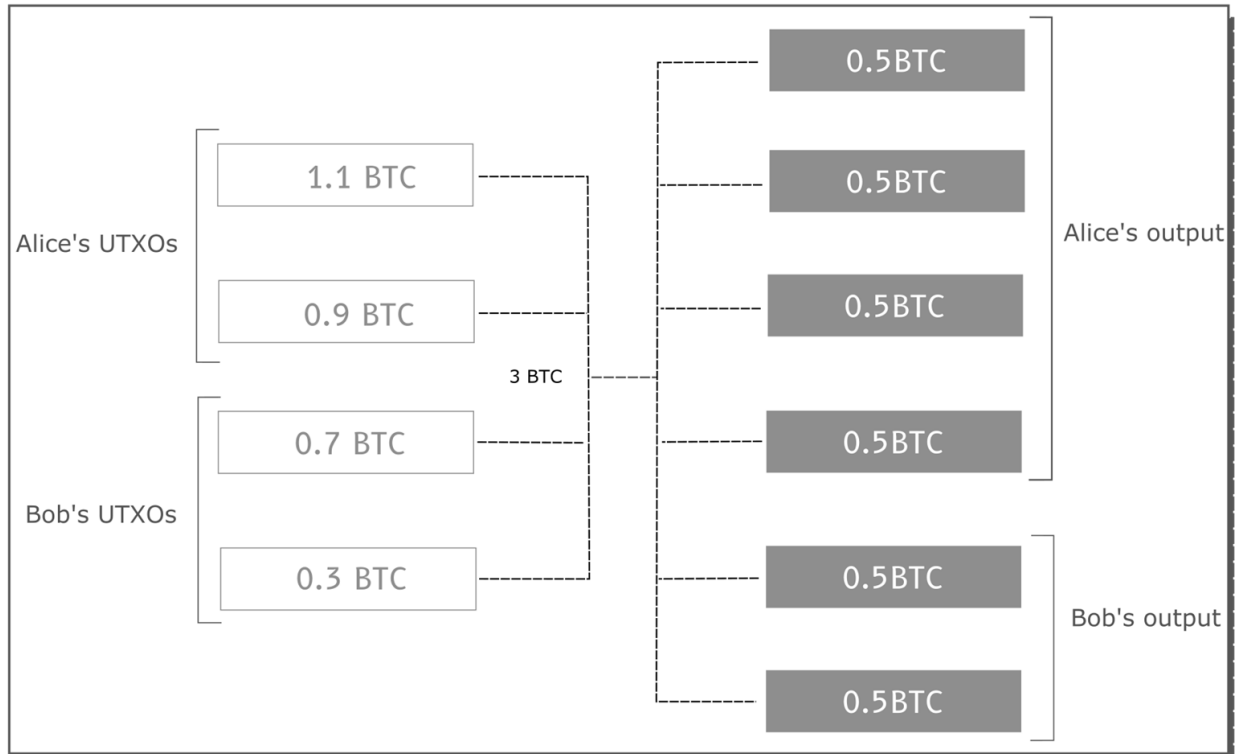 Alice's UTXOs
1.1 BTC
0.9 BTC
Bob's UTXOs
0.7 BTC
0.3 BTC
3 BTC
0.5BTC
0.5BTC
0.5BTC
0.5BTC
Alice's output
0.5BTC
0.5BTC
Bob's output